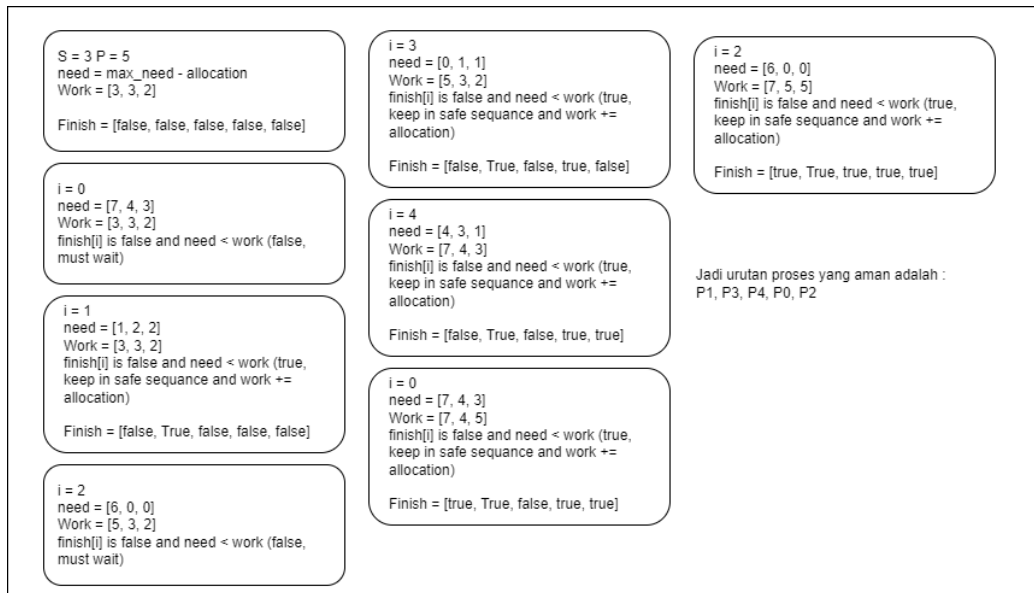 S = 3 P = 5
need = max_need - allocation
Work = [3, 3, 2]
Finish = [false, false, false, false, false]
i = 0
need = [7, 4, 3]
Work = [3, 3, 2]
finish[i] is false and need < work (false,
must wait)
i = 1
need = [1, 2, 2]
Work = [3, 3, 2]
finish[i] is false and need < work (true,
keep in safe sequance and work +=
allocation)
Finish = [false, True, false, false, false]
i = 2
need = [6, 0, 0]
Work = [5, 3, 2]
finish[i] is false and need < work (false,
must wait)
i = 3
need = [0, 1, 1]
Work = [5, 3, 2]
finish[i] is false and need < work (true,
keep in safe sequance and work +=
allocation)
Finish = [false, True, false, true, false]
i = 4
need = [4, 3, 1]
Work = [7, 4, 3]
finish[i] is false and need < work (true,
keep in safe sequance and work +=
allocation)
Finish = [false, True, false, true, true]
i = 0
need = [7, 4, 3]
Work = [7, 4, 5]
finish[i] is false and need < work (true,
keep in safe sequance and work +=
allocation)
Finish = [true, True, false, true, true]
i = 2
need = [6, 0, 0]
Work = [7, 5, 5]
finish[i] is false and need < work (true,
keep in safe sequance and work +=
allocation)
Finish = [true, True, true, true, true]
Jadi urutan proses yang aman adalah :
P1, P3, P4, P0, P2